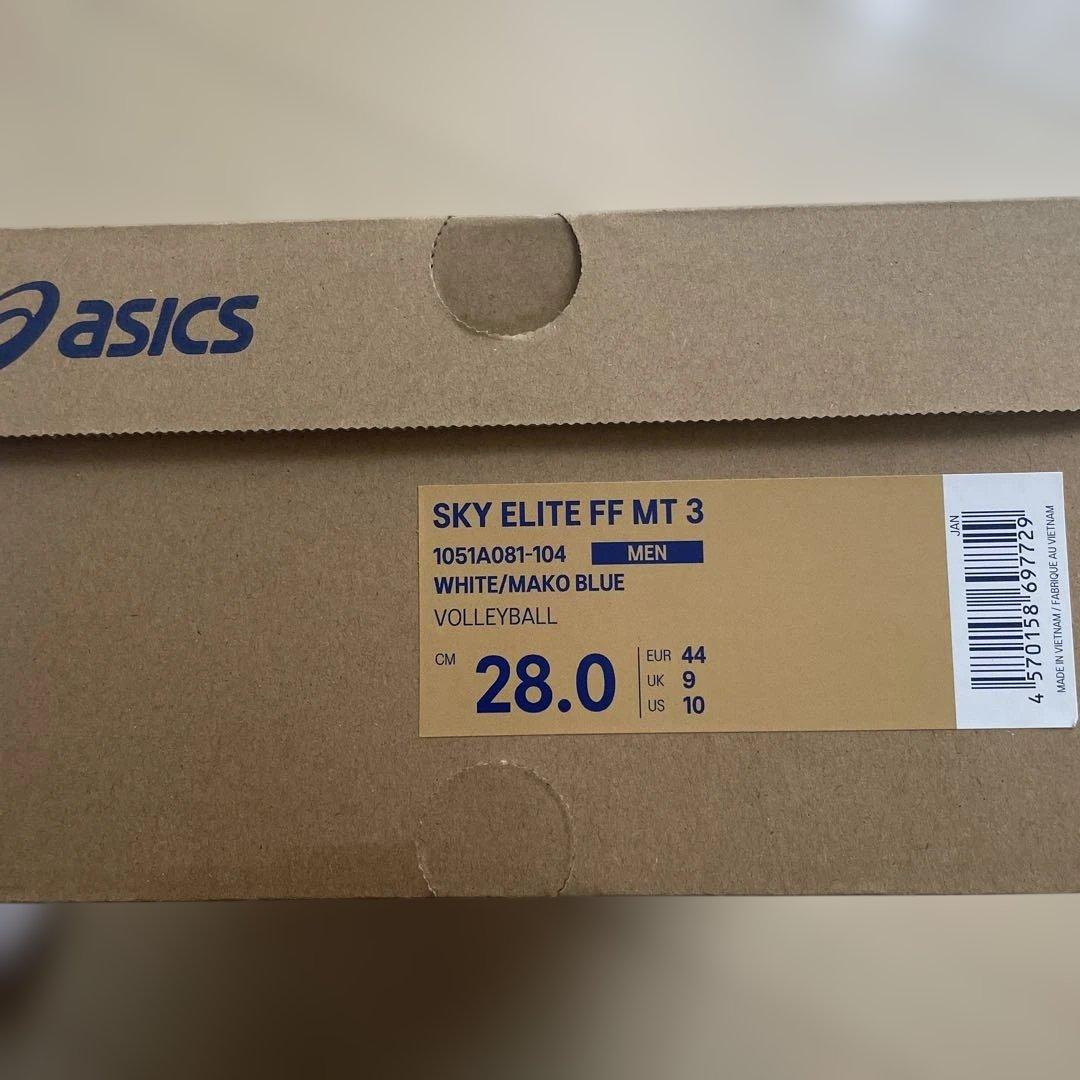 asics
SKY ELITE FF MT 3
1051A081-104 MEN
WHITE/MAKO BLUE
VOLLEYBALL
CM 28.0
EUR 44
UK 9
US 10
JAN
4 570158 697729
MADE IN VIETNAM / FABRIQUE AU VIETNAM